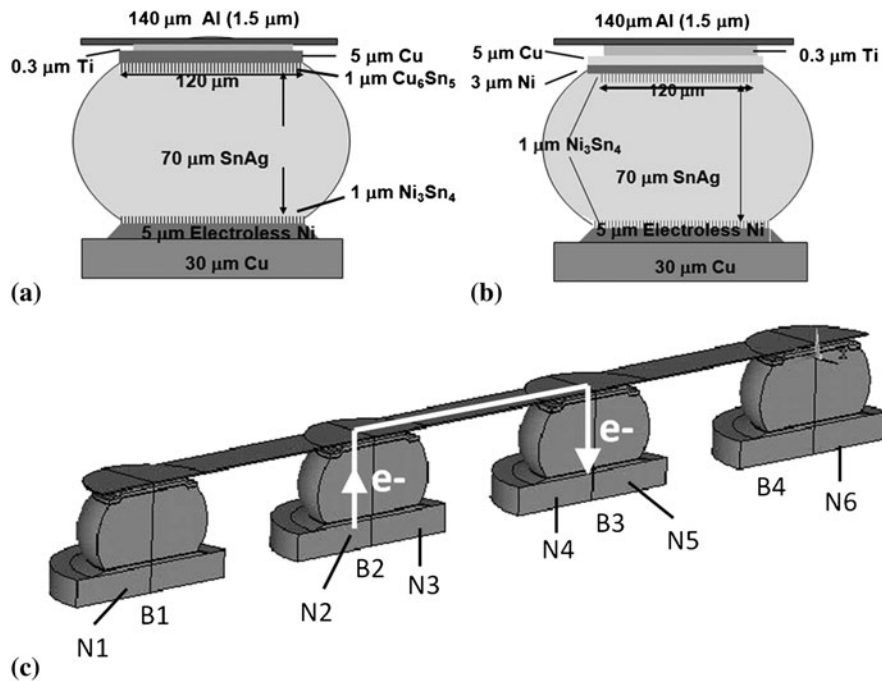 140 μm Al (1.5 μm)
0.3 μm Ti
5 μm Cu
120 μm
1 μm Cu6Sn5
70 μm SnAg
1 μm Ni3Sn4
5 μm Electroless Ni
30 μm Cu
(a)
140μm Al (1.5 μm)
5 μm Cu
0.3 μm Ti
3 μm Ni
120 μm
1 μm Ni3Sn4
70 μm SnAg
5 μm Electroless Ni
30 μm Cu
(b)
e-
e-
B4
N6
N4
B3
N5
B2
N3
N2
B1
N1
(c)